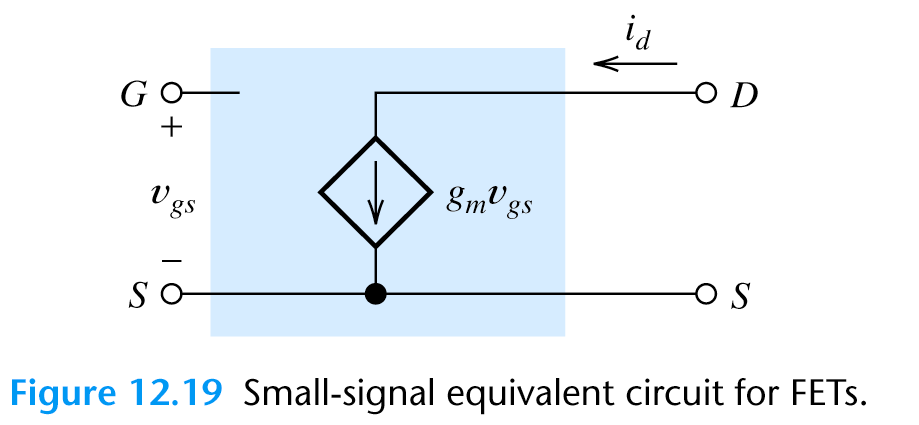 i_d
G
D
+
v_gs
g_m v_gs
−
S
S
Figure 12.19 Small-signal equivalent circuit for FETs.